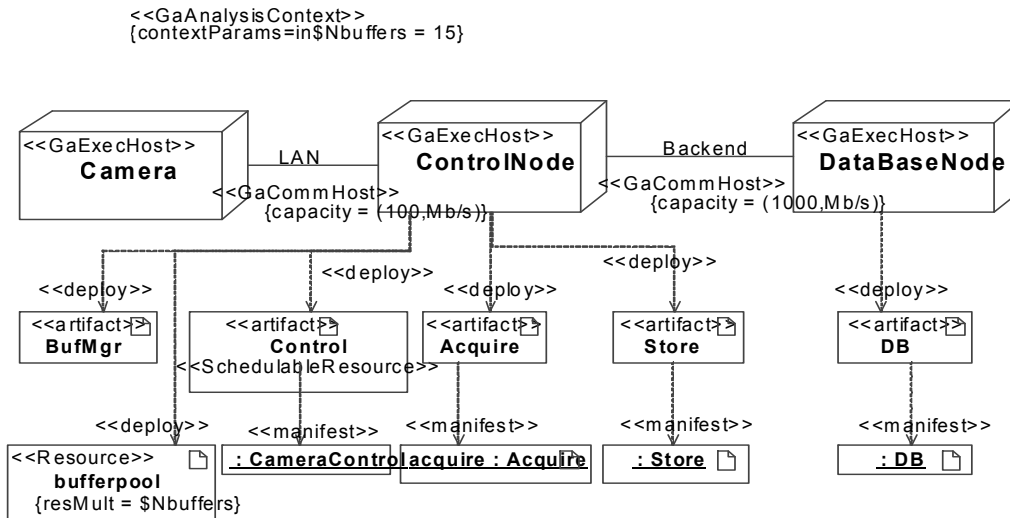 <<GaAnalysisContext>>
{contextParams=in$Nbuffers = 15}
<<GaExecHost>>
Camera
LAN
<<GaCommHost>>
{capacity = (100,Mb/s)}
<<GaExecHost>>
ControlNode
Backend
<<GaCommHost>>
{capacity = (1000,Mb/s)}
<<GaExecHost>>
DataBaseNode
<<deploy>>
<<deploy>>
<<deploy>>
<<deploy>>
<<deploy>>
<<artifact>>
BufMgr
<<artifact>>
Control
<<SchedulableResource>>
<<artifact>>
Acquire
<<artifact>>
Store
<<artifact>>
DB
<<deploy>>
<<manifest>>
<<manifest>>
<<manifest>>
<<manifest>>
<<Resource>>
bufferpool
{resMult = $Nbuffers}
: CameraControl
acquire : Acquire
: Store
: DB